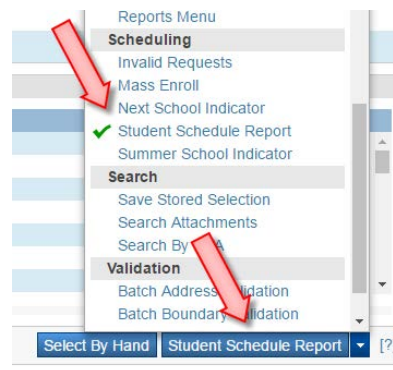 Reports Menu
Scheduling
Invalid Requests
Mass Enroll
Next School Indicator
Student Schedule Report
Summer School Indicator
Search
Save Stored Selection
Search Attachments
Search By
Validation
Batch Address Validation
Batch Boundary Validation
Select By Hand Student Schedule Report [?